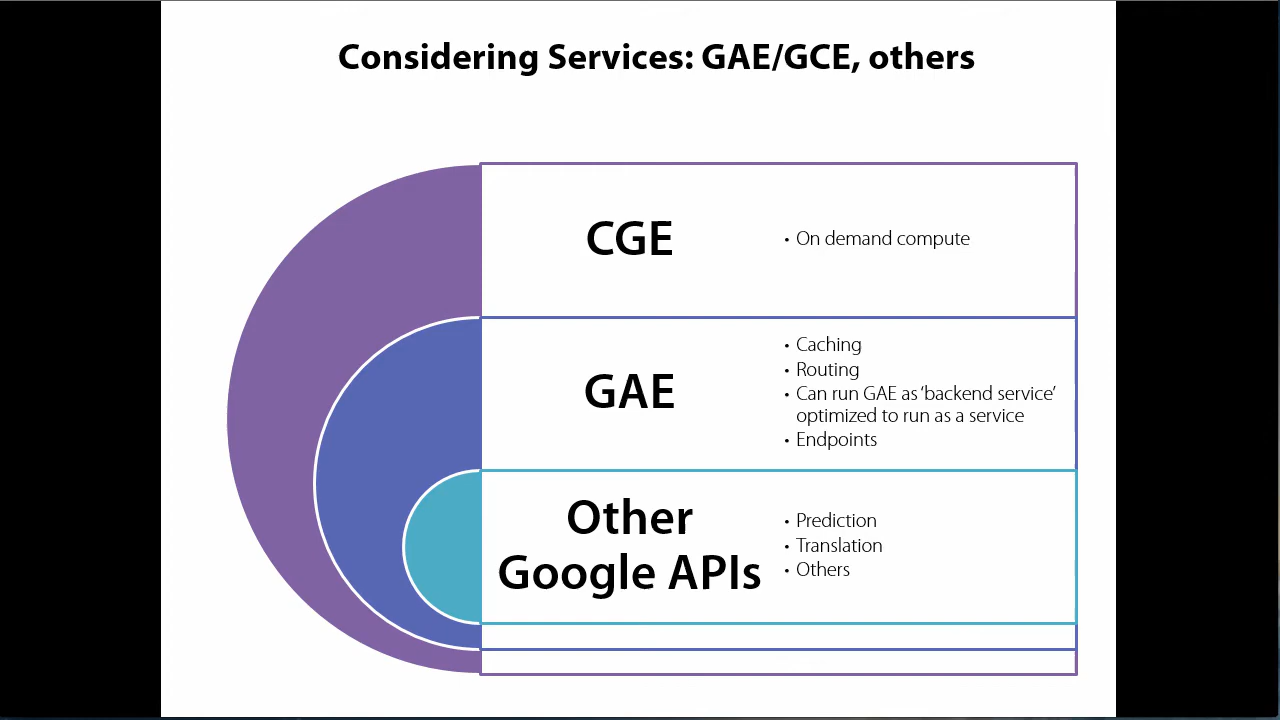 Considering Services: GAE/GCE, others
CGE
• On demand compute
GAE
• Caching
• Routing
• Can run GAE as ‘backend service’
optimized to run as a service
• Endpoints
Other
Google APIs
• Prediction
• Translation
• Others